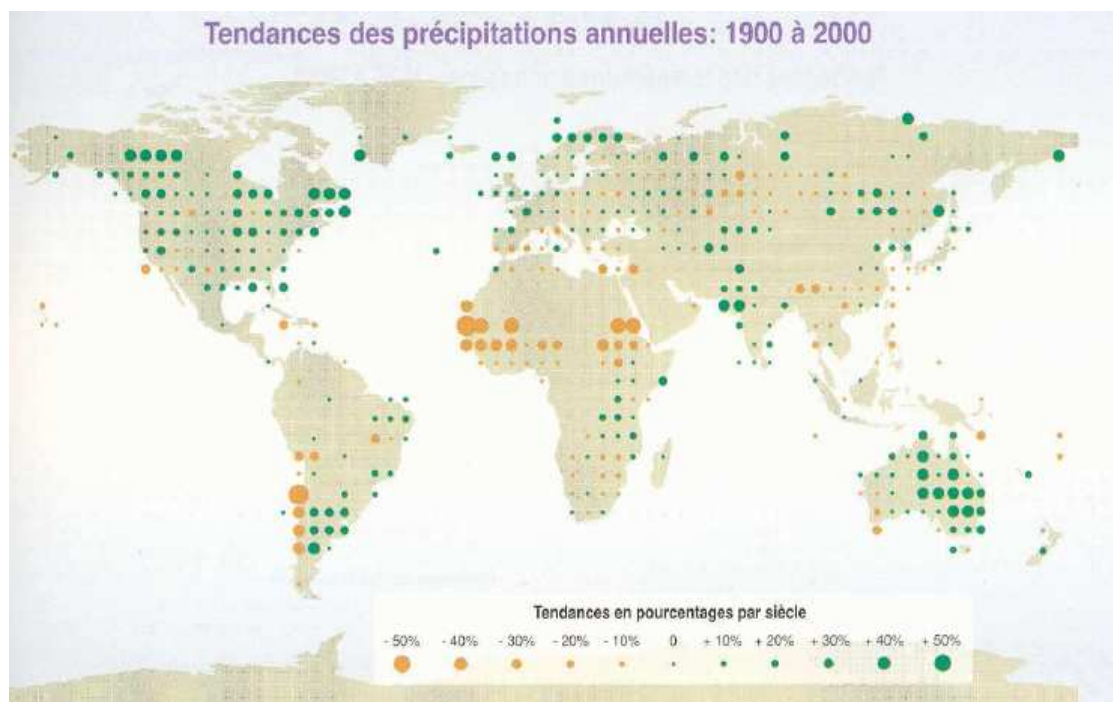 Tendances des précipitations annuelles: 1900 à 2000
Tendances en pourcentages par siècle
- 50% - 40% - 30% - 20% - 10% 0 + 10% + 20% + 30% + 40% + 50%